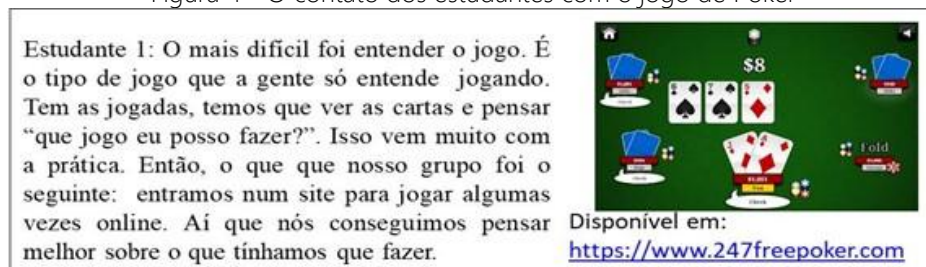 Figura 4 – O contato dos estudantes com o jogo de Poker
Estudante 1: O mais difícil foi entender o jogo. É
o tipo de jogo que a gente só entende jogando.
Tem as jogadas, temos que ver as cartas e pensar
“que jogo eu posso fazer?”. Isso vem muito com
a prática. Então, o que que nosso grupo foi o
seguinte: entramos num site para jogar algumas
vezes online. Aí que nós conseguimos pensar
melhor sobre o que tínhamos que fazer.
$8
Fold
Check
Disponível em:
https://www.247freepoker.com